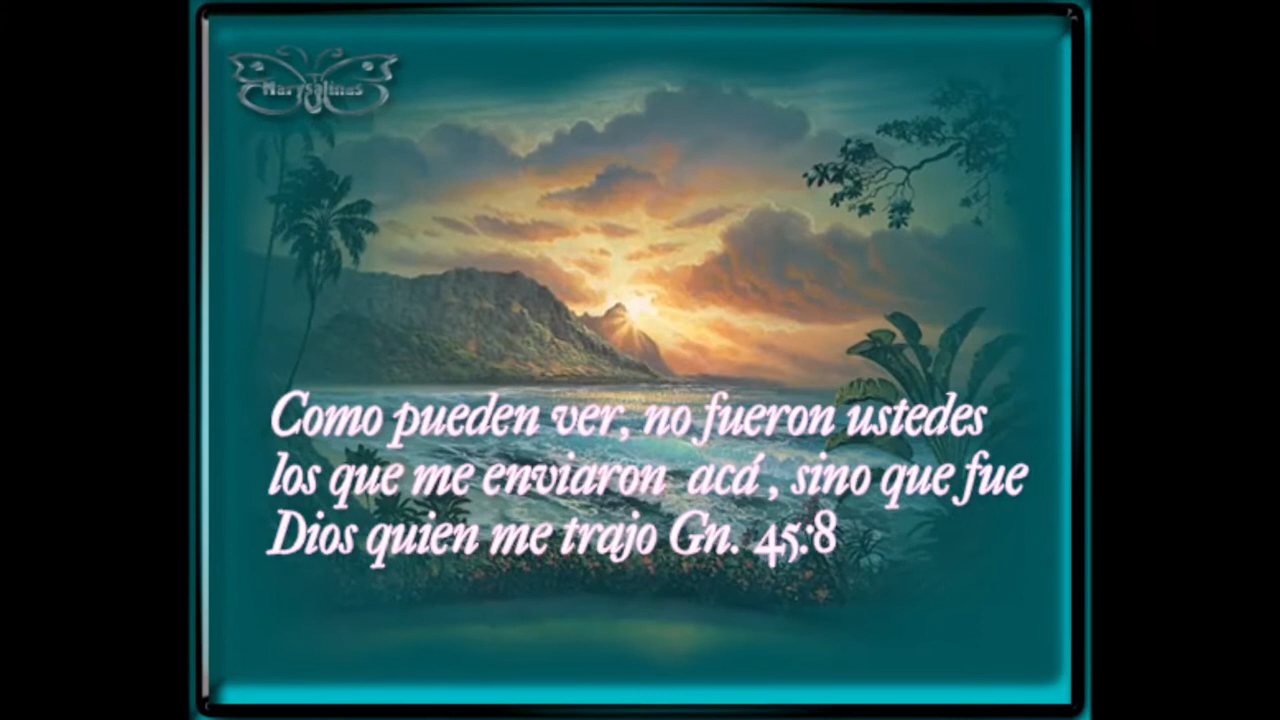 Marysalinas
Como pueden ver, no fueron ustedes
los que me enviaron acá, sino que fue
Dios quien me trajo Gn. 45:8